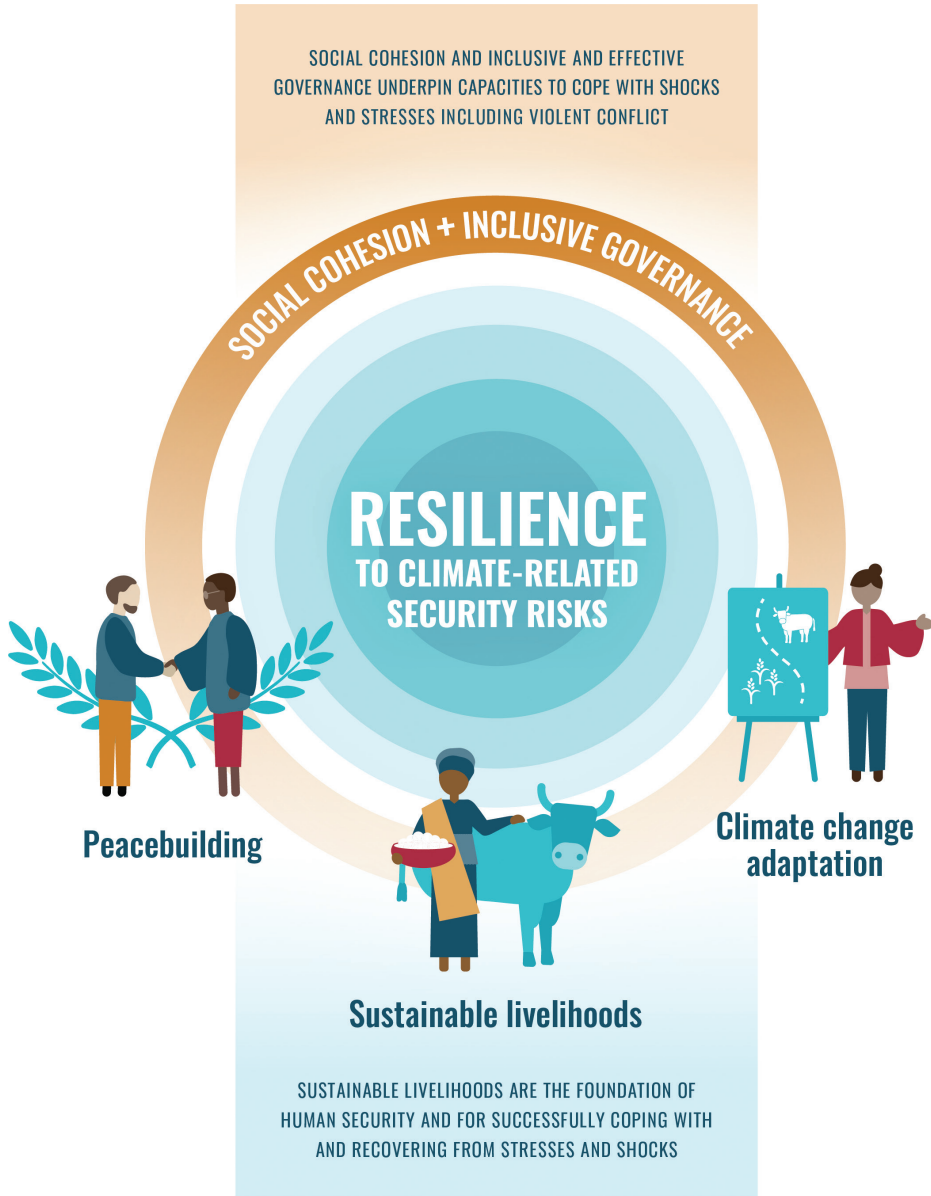 SOCIAL COHESION AND INCLUSIVE AND EFFECTIVE
GOVERNANCE UNDERPIN CAPACITIES TO COPE WITH SHOCKS
AND STRESSES INCLUDING VIOLENT CONFLICT
SOCIAL COHESION + INCLUSIVE GOVERNANCE
RESILIENCE
TO CLIMATE-RELATED
SECURITY RISKS
Peacebuilding
Climate change
adaptation
Sustainable livelihoods
SUSTAINABLE LIVELIHOODS ARE THE FOUNDATION OF
HUMAN SECURITY AND FOR SUCCESSFULLY COPING WITH
AND RECOVERING FROM STRESSES AND SHOCKS